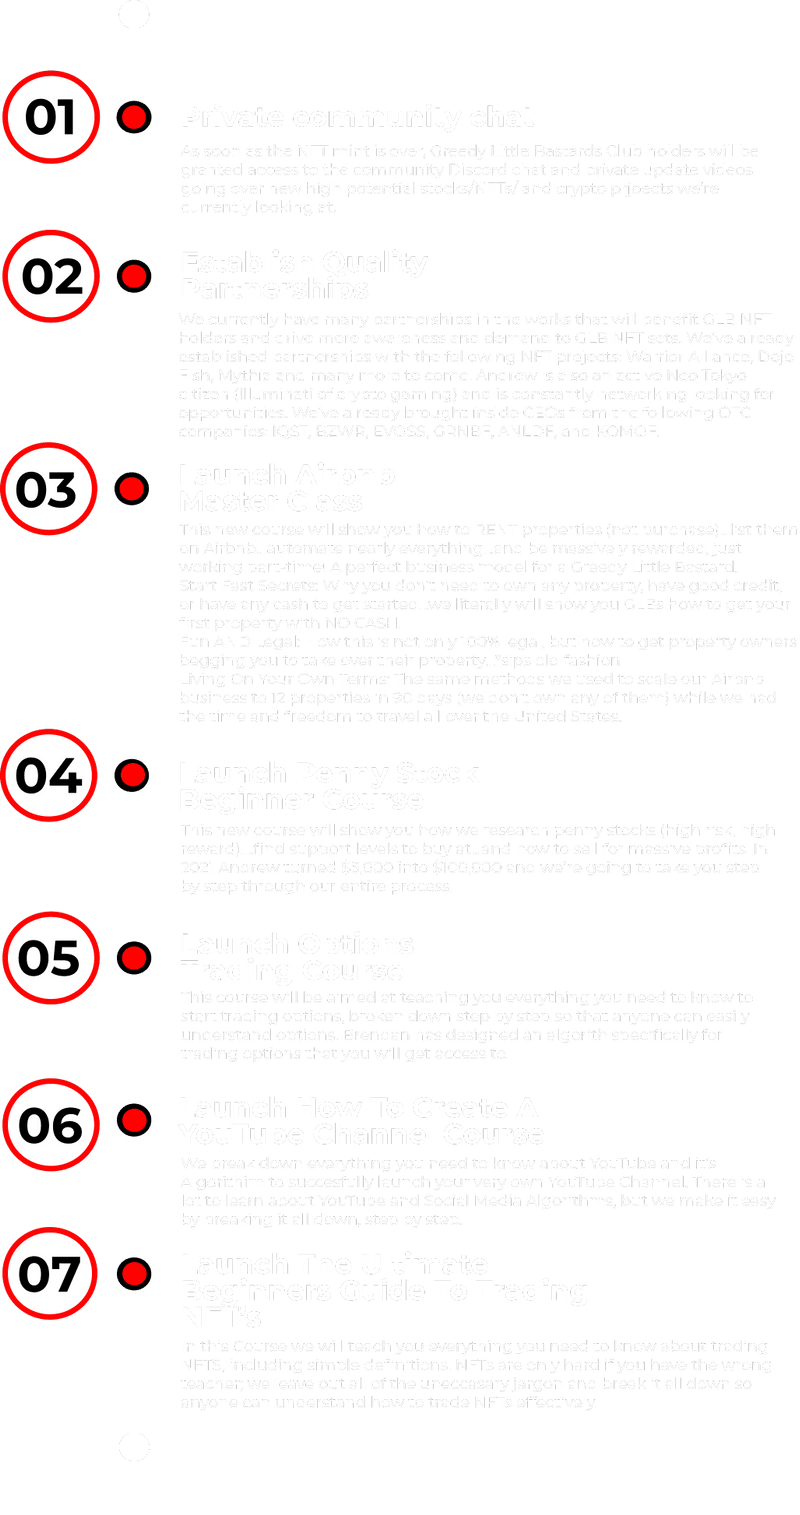 01
Private community chat
As soon as the NFT mint is over, Greedy Little Bastards Club holders will be
granted access to the community Discord chat and private update videos
going over new high potential stocks/NFTs/ and crypto prjoects we're
currently looking at.
02
Establish Quality
Partnerships
We currently have many partnerships in the works that will benefit GLB NFT
holders and drive more awareness and demand to GLB NFT sets. We've already
established partnerships with the following NFT projects: Warrior Alliance, Doje
Fish, Mythia and many more to come. Andrew is also an active Neo Tokyo
citizen (Illuminati of crypto gaming) and is constantly networking looking for
opportunities. We've already brought inside CEOs from the following OTC
companies: IQST, BZWR, EVOSS, GRNBF, ANLDF, and KOMOF.
03
Launch Airbnb
Master Class
This new course will show you how to RENT properties (not purchase)...list them
on Airbnb.. automate nearly everything...and be massively rewarded, just
working part-time! A perfect business model for a Greedy Little Bastard.
Start Fast Secrets: Why you don't need to own any property, have good credit,
or have any cash to get started...we literally will show you GLB's how to get your
first property with NO CASH.
Fun AND Legal: How this is not only 100% legal, but how to get property owners
begging you to take over their property. fashion
Living On Your Own Terms: The same methods we used to scale our Airbnb
business to 12 properties in 90 days (we don't own any of them) while we had
the time and freedom to travel all over the United States.
04
Launch Penny Stock
Beginner Course
This new course will show you how we research penny stocks (high risk, high
reward)...find support levels to buy at...and how to sell for massive profits. In
2021 Andrew turned $5,000 into $100,000 and we're going to take you step
by step through our entire process.
05
Launch Options
Trading Course
This course will be aimed at teaching you everything you need to know to
start trading options, broken down step by step so that anyone can easily
understand options. Brendan has designed an algorith specifically for
trading options that you will get access to.
06
Launch How To Create A
YouTube Channel Course
We break down everything you need to know about YouTube and it's
Algorithim to succesfully launch your very own YouTube Channel. There is a
lot to learn about YouTube and Social Media Algorithms, but we make it easy
by breaking it all down, step by step.
07
Launch The Ultimate
Beginners Guide To Trading
NFT's
In this Course we will teach you everything you need to know about trading
NFTS, including simple definitions. NFTs are only hard if you have the wrong
teacher; we leave out all of the uneccesary jargon and break it all down so
anyone can understand how to trade NFTs effectively.